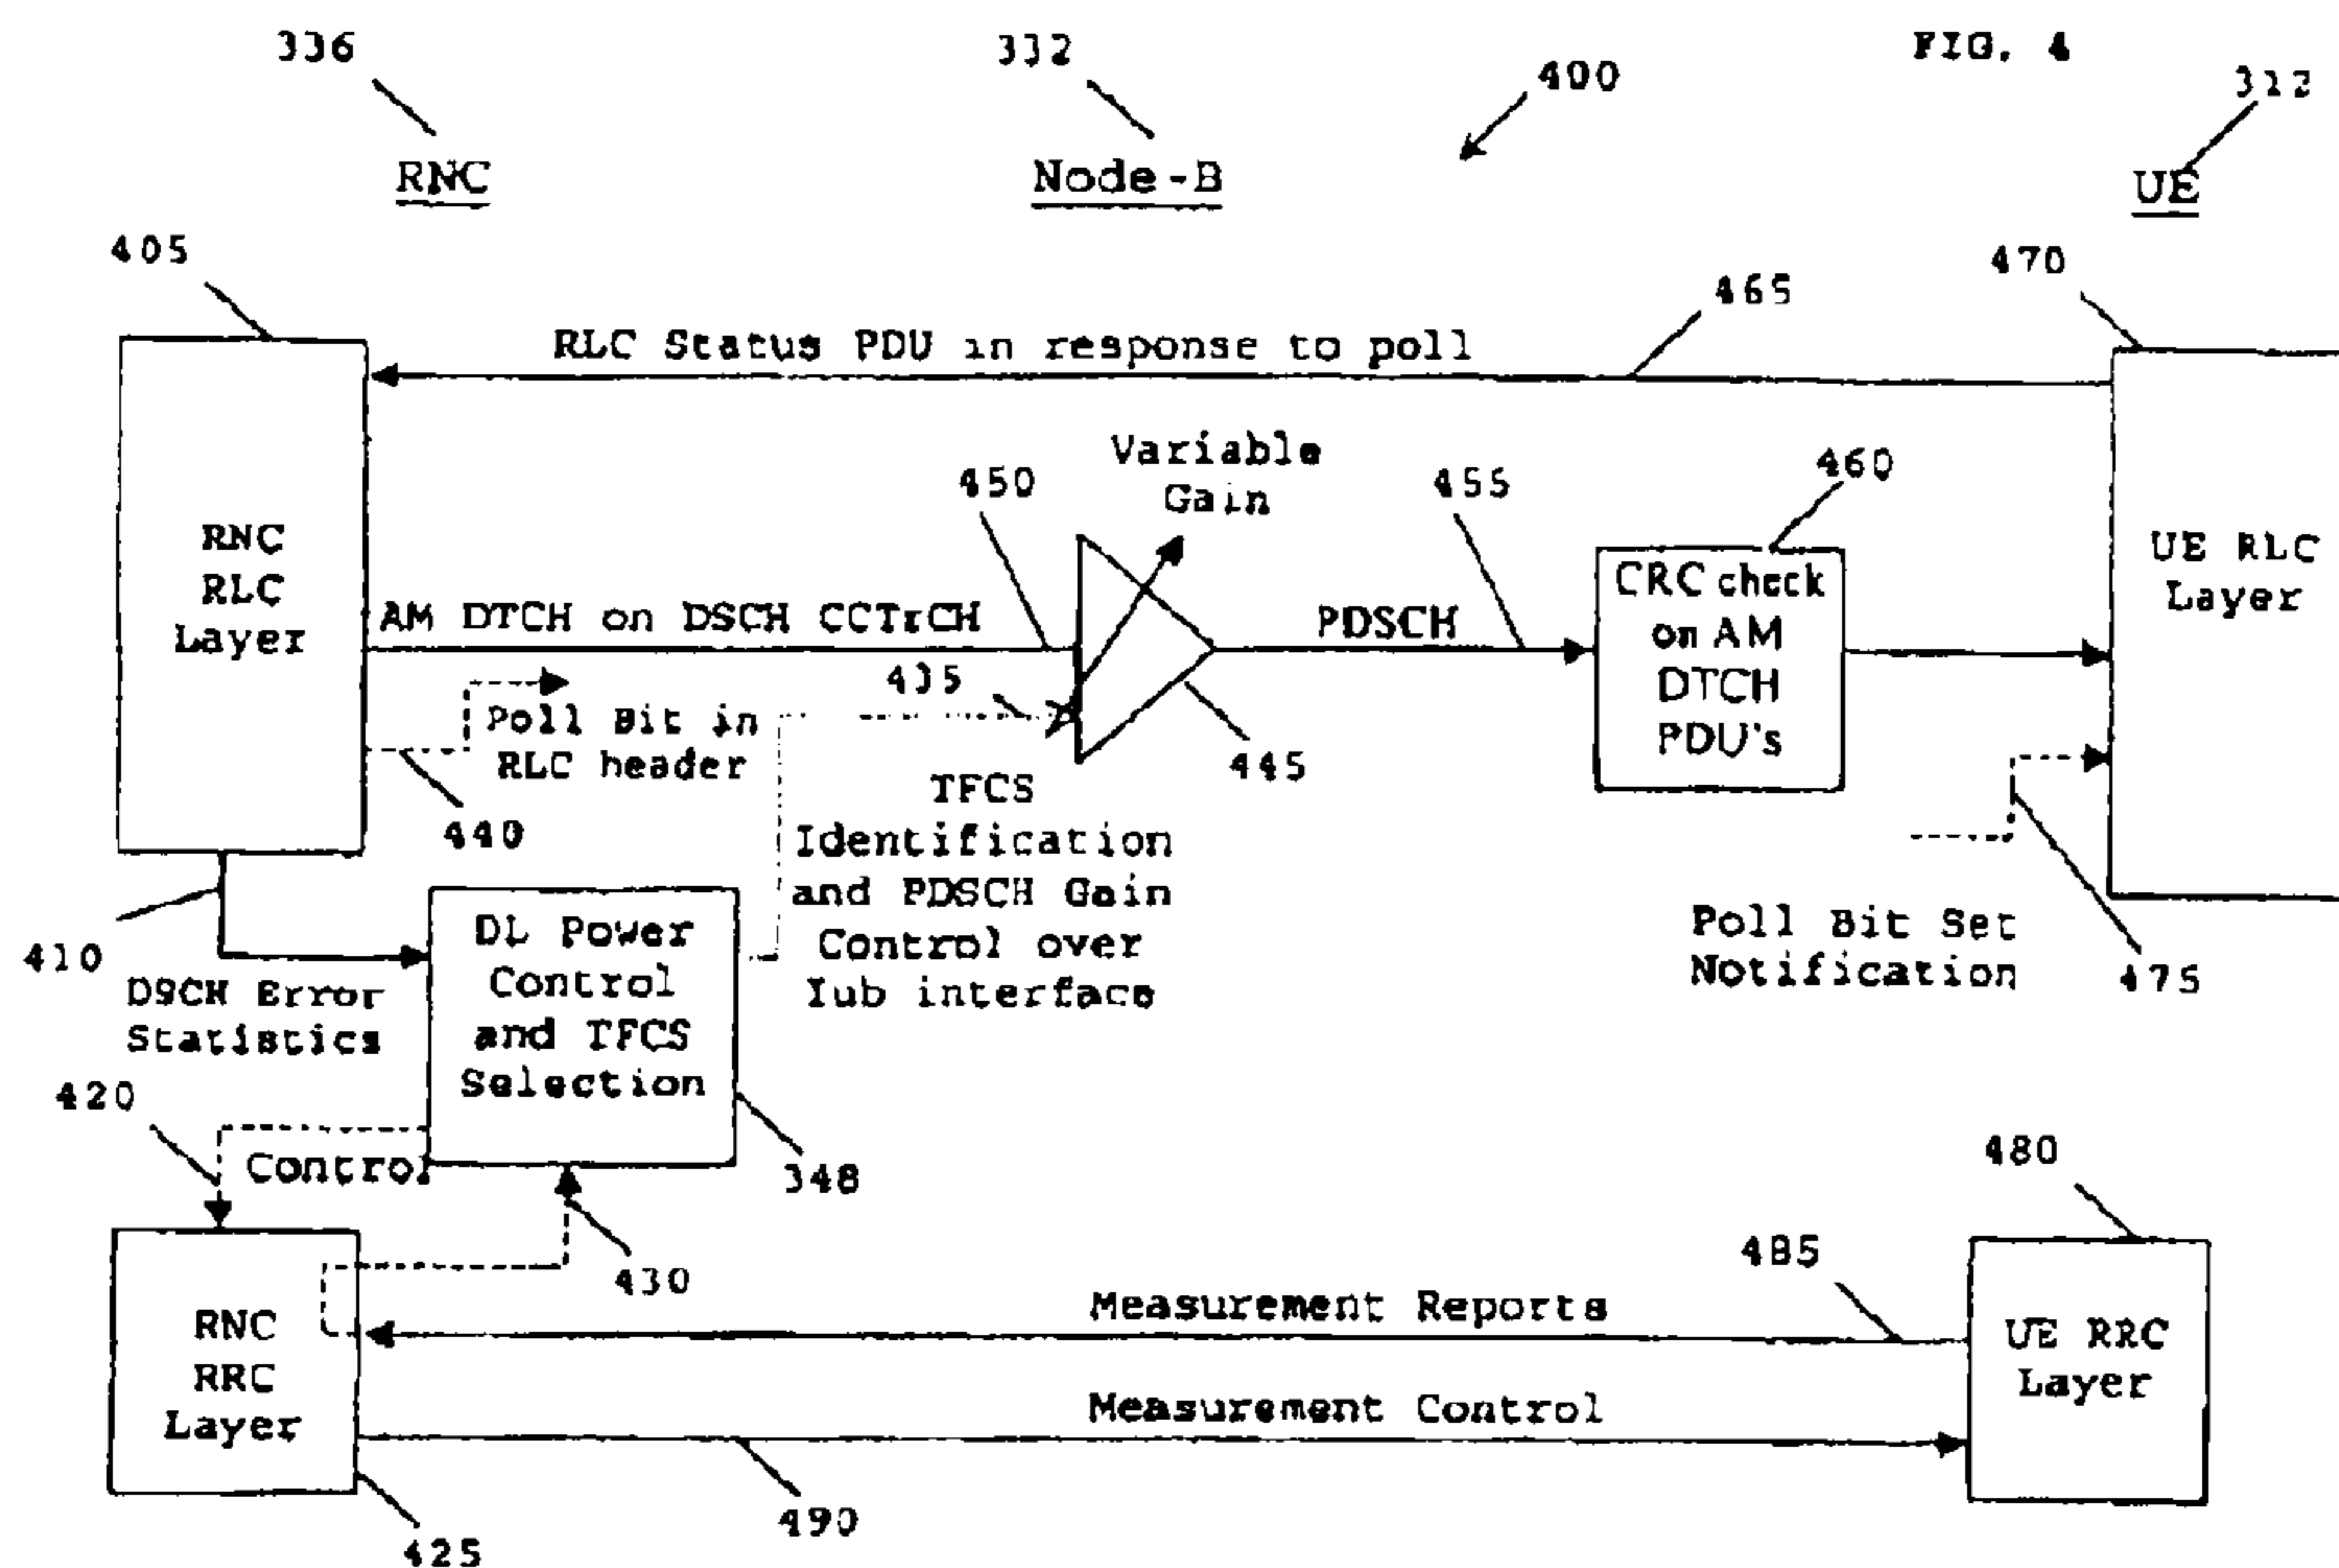 336
332
FIG. 4
400
312
RNC
Node-B
UE
405
470
465
RLC Status PDU in response to poll
Variable
Gain
450
455
460
RNC
RLC
Layer
UE RLC
Layer
CRC check
on AM
DTCH
PDU's
AM DTCH on DSCH CCTrCH
PDSCH
435
Poll Bit in
RLC header
440
445
TFCS
Identification
and PDSCH Gain
Control over
Iub interface
410
DSCH Error
Statistics
DL Power
Control
and TFCS
Selection
Poll Bit Set
Notification
475
420
Control
348
480
430
485
Measurement Reports
RNC
RRC
Layer
UE RRC
Layer
Measurement Control
490
425